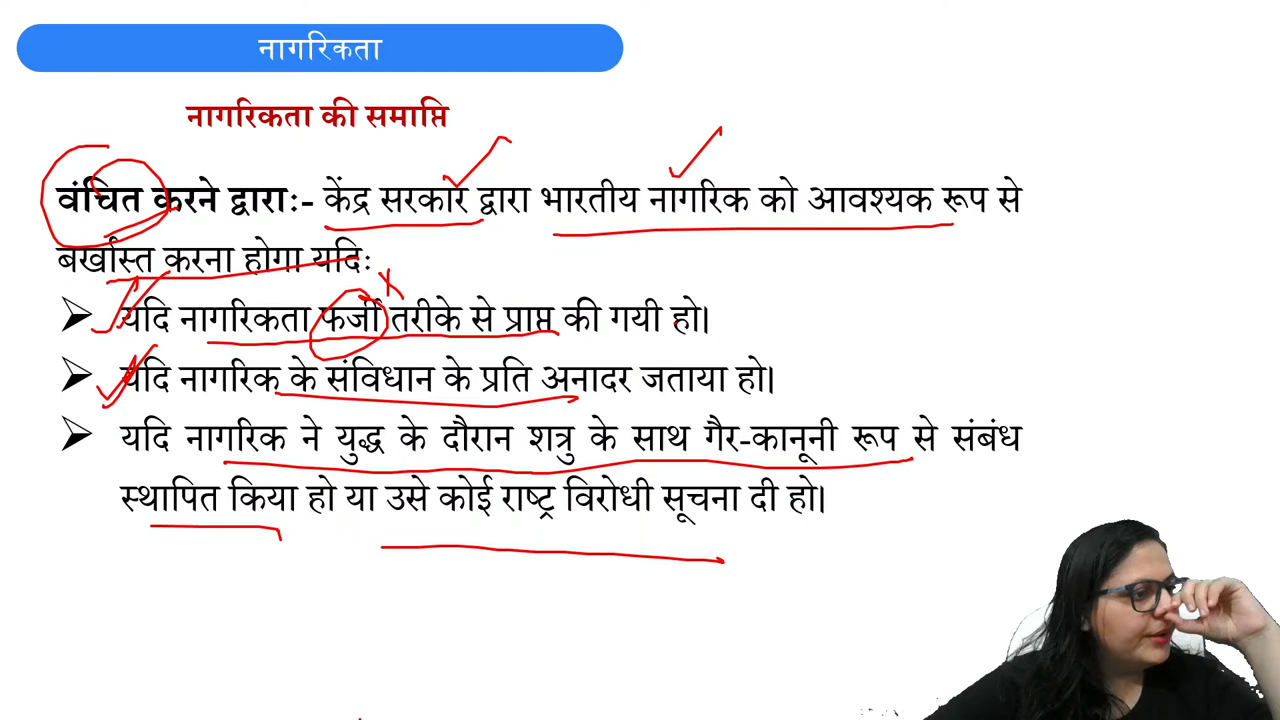 नागरिकता
नागरिकता की समाप्ति
वंचित करने द्वाराः- केंद्र सरकार द्वारा भारतीय नागरिक को आवश्यक रूप से
बर्खास्त करना होगा यदिः
➢ यदि नागरिकता फर्जी तरीके से प्राप्त की गयी हो।
➢ यदि नागरिक के संविधान के प्रति अनादर जताया हो।
➢ यदि नागरिक ने युद्ध के दौरान शत्रु के साथ गैर-कानूनी रूप से संबंध
स्थापित किया हो या उसे कोई राष्ट्र विरोधी सूचना दी हो।